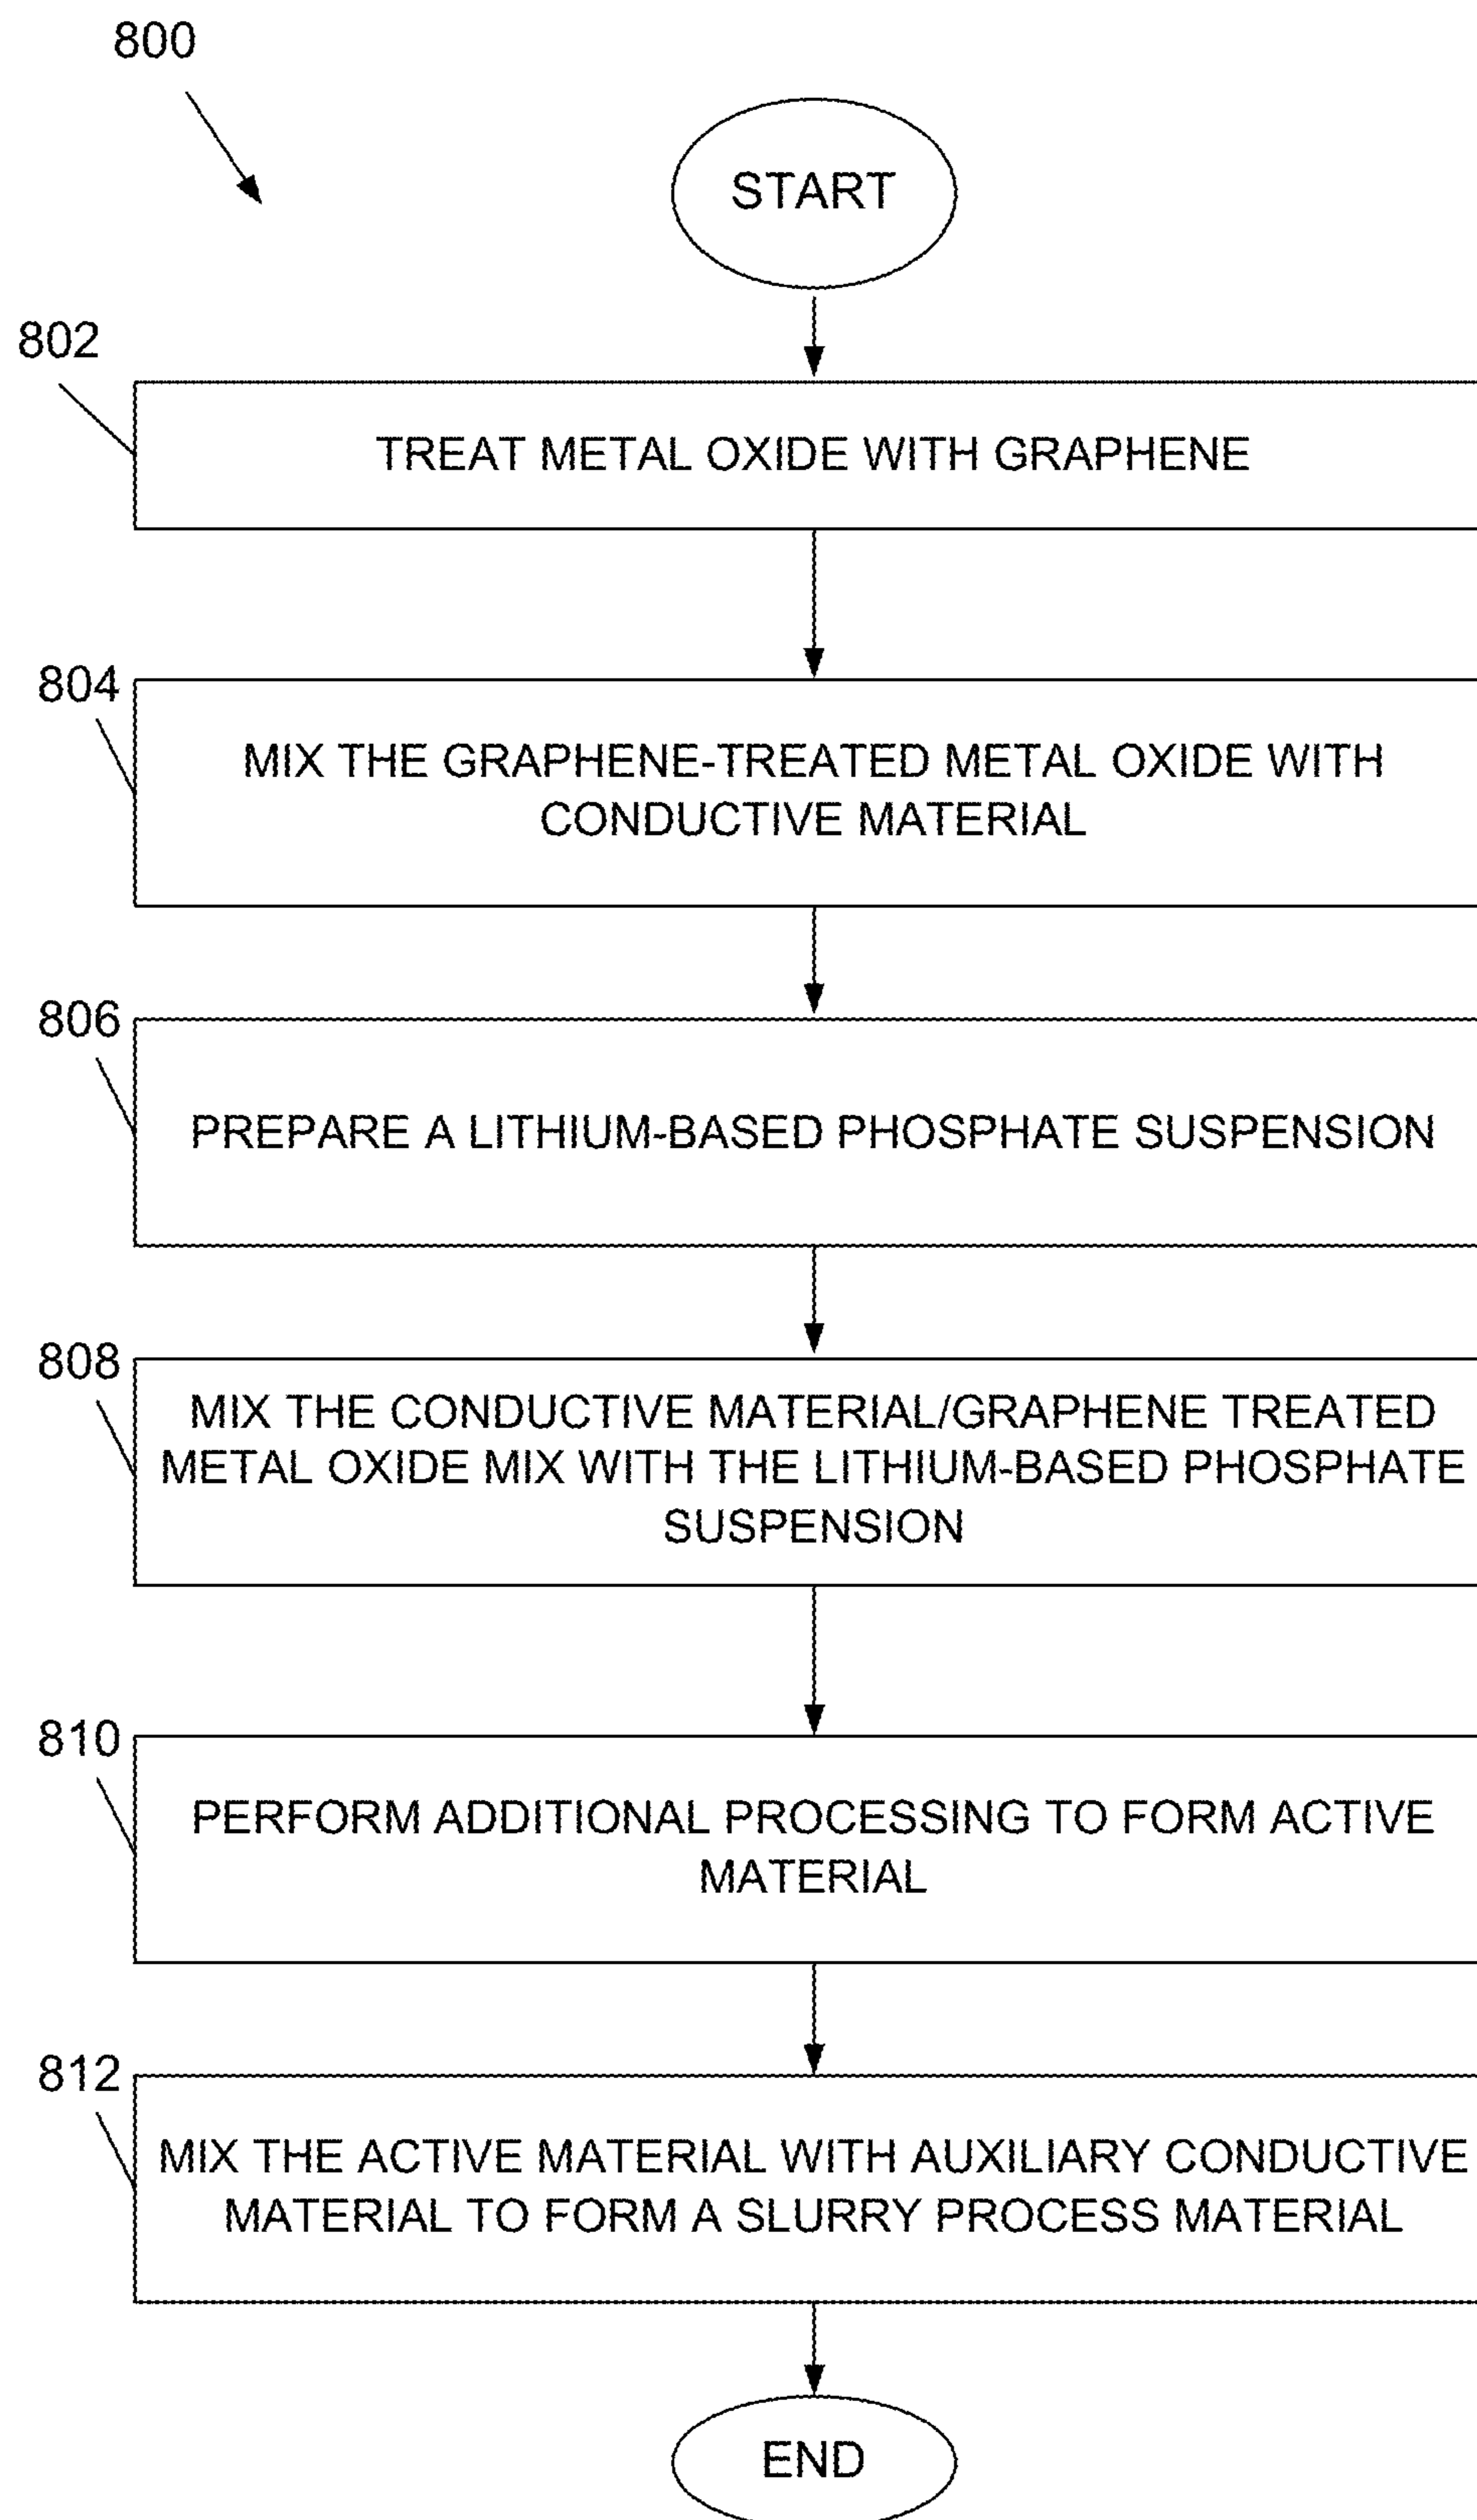 800
START
802
TREAT METAL OXIDE WITH GRAPHENE
804
MIX THE GRAPHENE-TREATED METAL OXIDE WITH
CONDUCTIVE MATERIAL
806
PREPARE A LITHIUM-BASED PHOSPHATE SUSPENSION
808
MIX THE CONDUCTIVE MATERIAL/GRAPHENE TREATED
METAL OXIDE MIX WITH THE LITHIUM-BASED PHOSPHATE
SUSPENSION
810
PERFORM ADDITIONAL PROCESSING TO FORM ACTIVE
MATERIAL
812
MIX THE ACTIVE MATERIAL WITH AUXILIARY CONDUCTIVE
MATERIAL TO FORM A SLURRY PROCESS MATERIAL
END